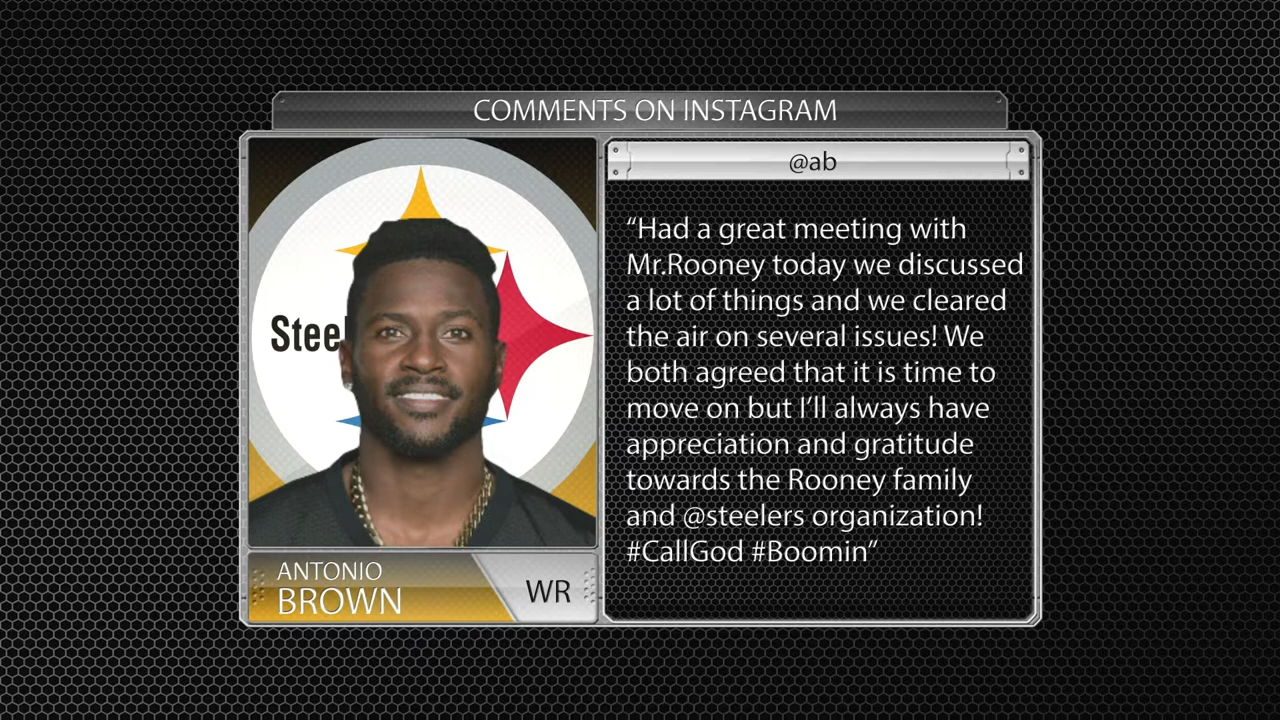 COMMENTS ON INSTAGRAM
@ab
Steel
“Had a great meeting with
Mr.Rooney today we discussed
a lot of things and we cleared
the air on several issues! We
both agreed that it is time to
move on but I’ll always have
appreciation and gratitude
towards the Rooney family
and @steelers organization!
#CallGod #Boomin”
ANTONIO
BROWN
WR